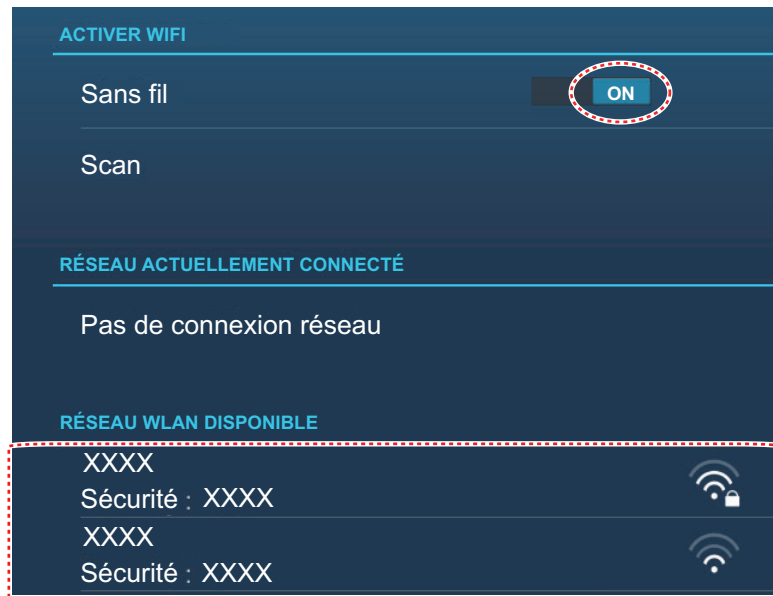 ACTIVER WIFI
Sans fil ON
Scan
RÉSEAU ACTUELLEMENT CONNECTÉ
Pas de connexion réseau
RÉSEAU WLAN DISPONIBLE
XXXX
Sécurité : XXXX
XXXX
Sécurité : XXXX